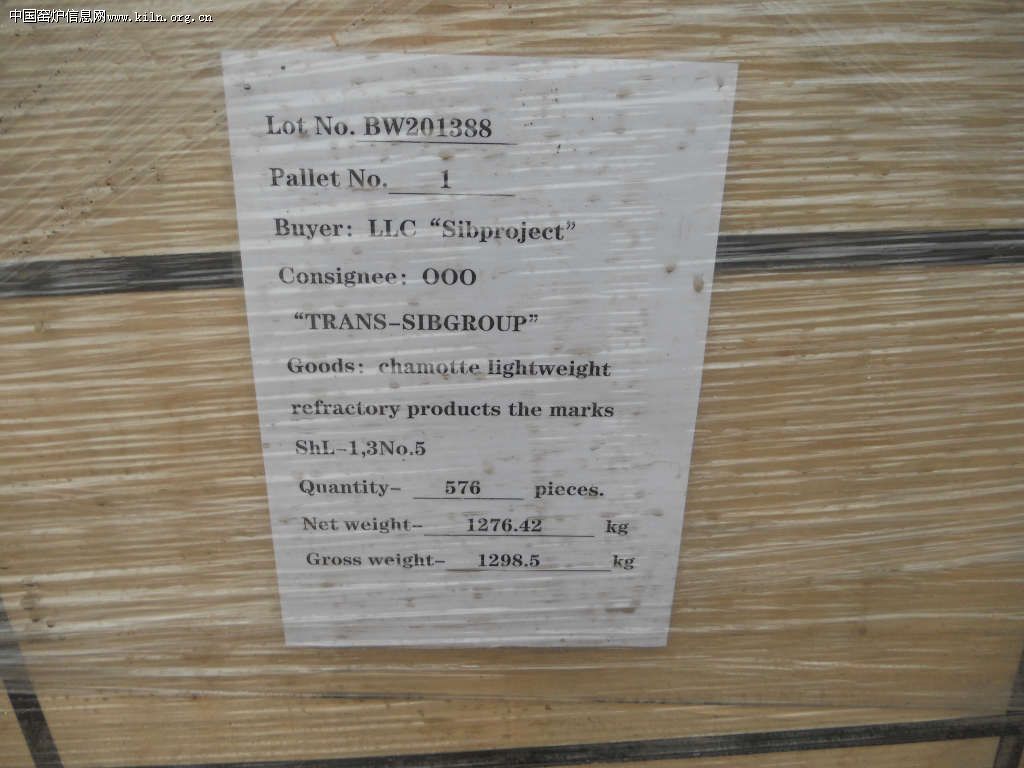 中国窑炉信息网www.kiln.org.cn
Lot No. BW201388
Pallet No. 1
Buyer: LLC “Sibproject”
Consignee: OOO
“TRANS-SIBGROUP”
Goods: chamotte lightweight
refractory products the marks
ShL-1,3No.5
Quantity- 576 pieces.
Net weight- 1276.42 kg
Gross weight- 1298.5 kg